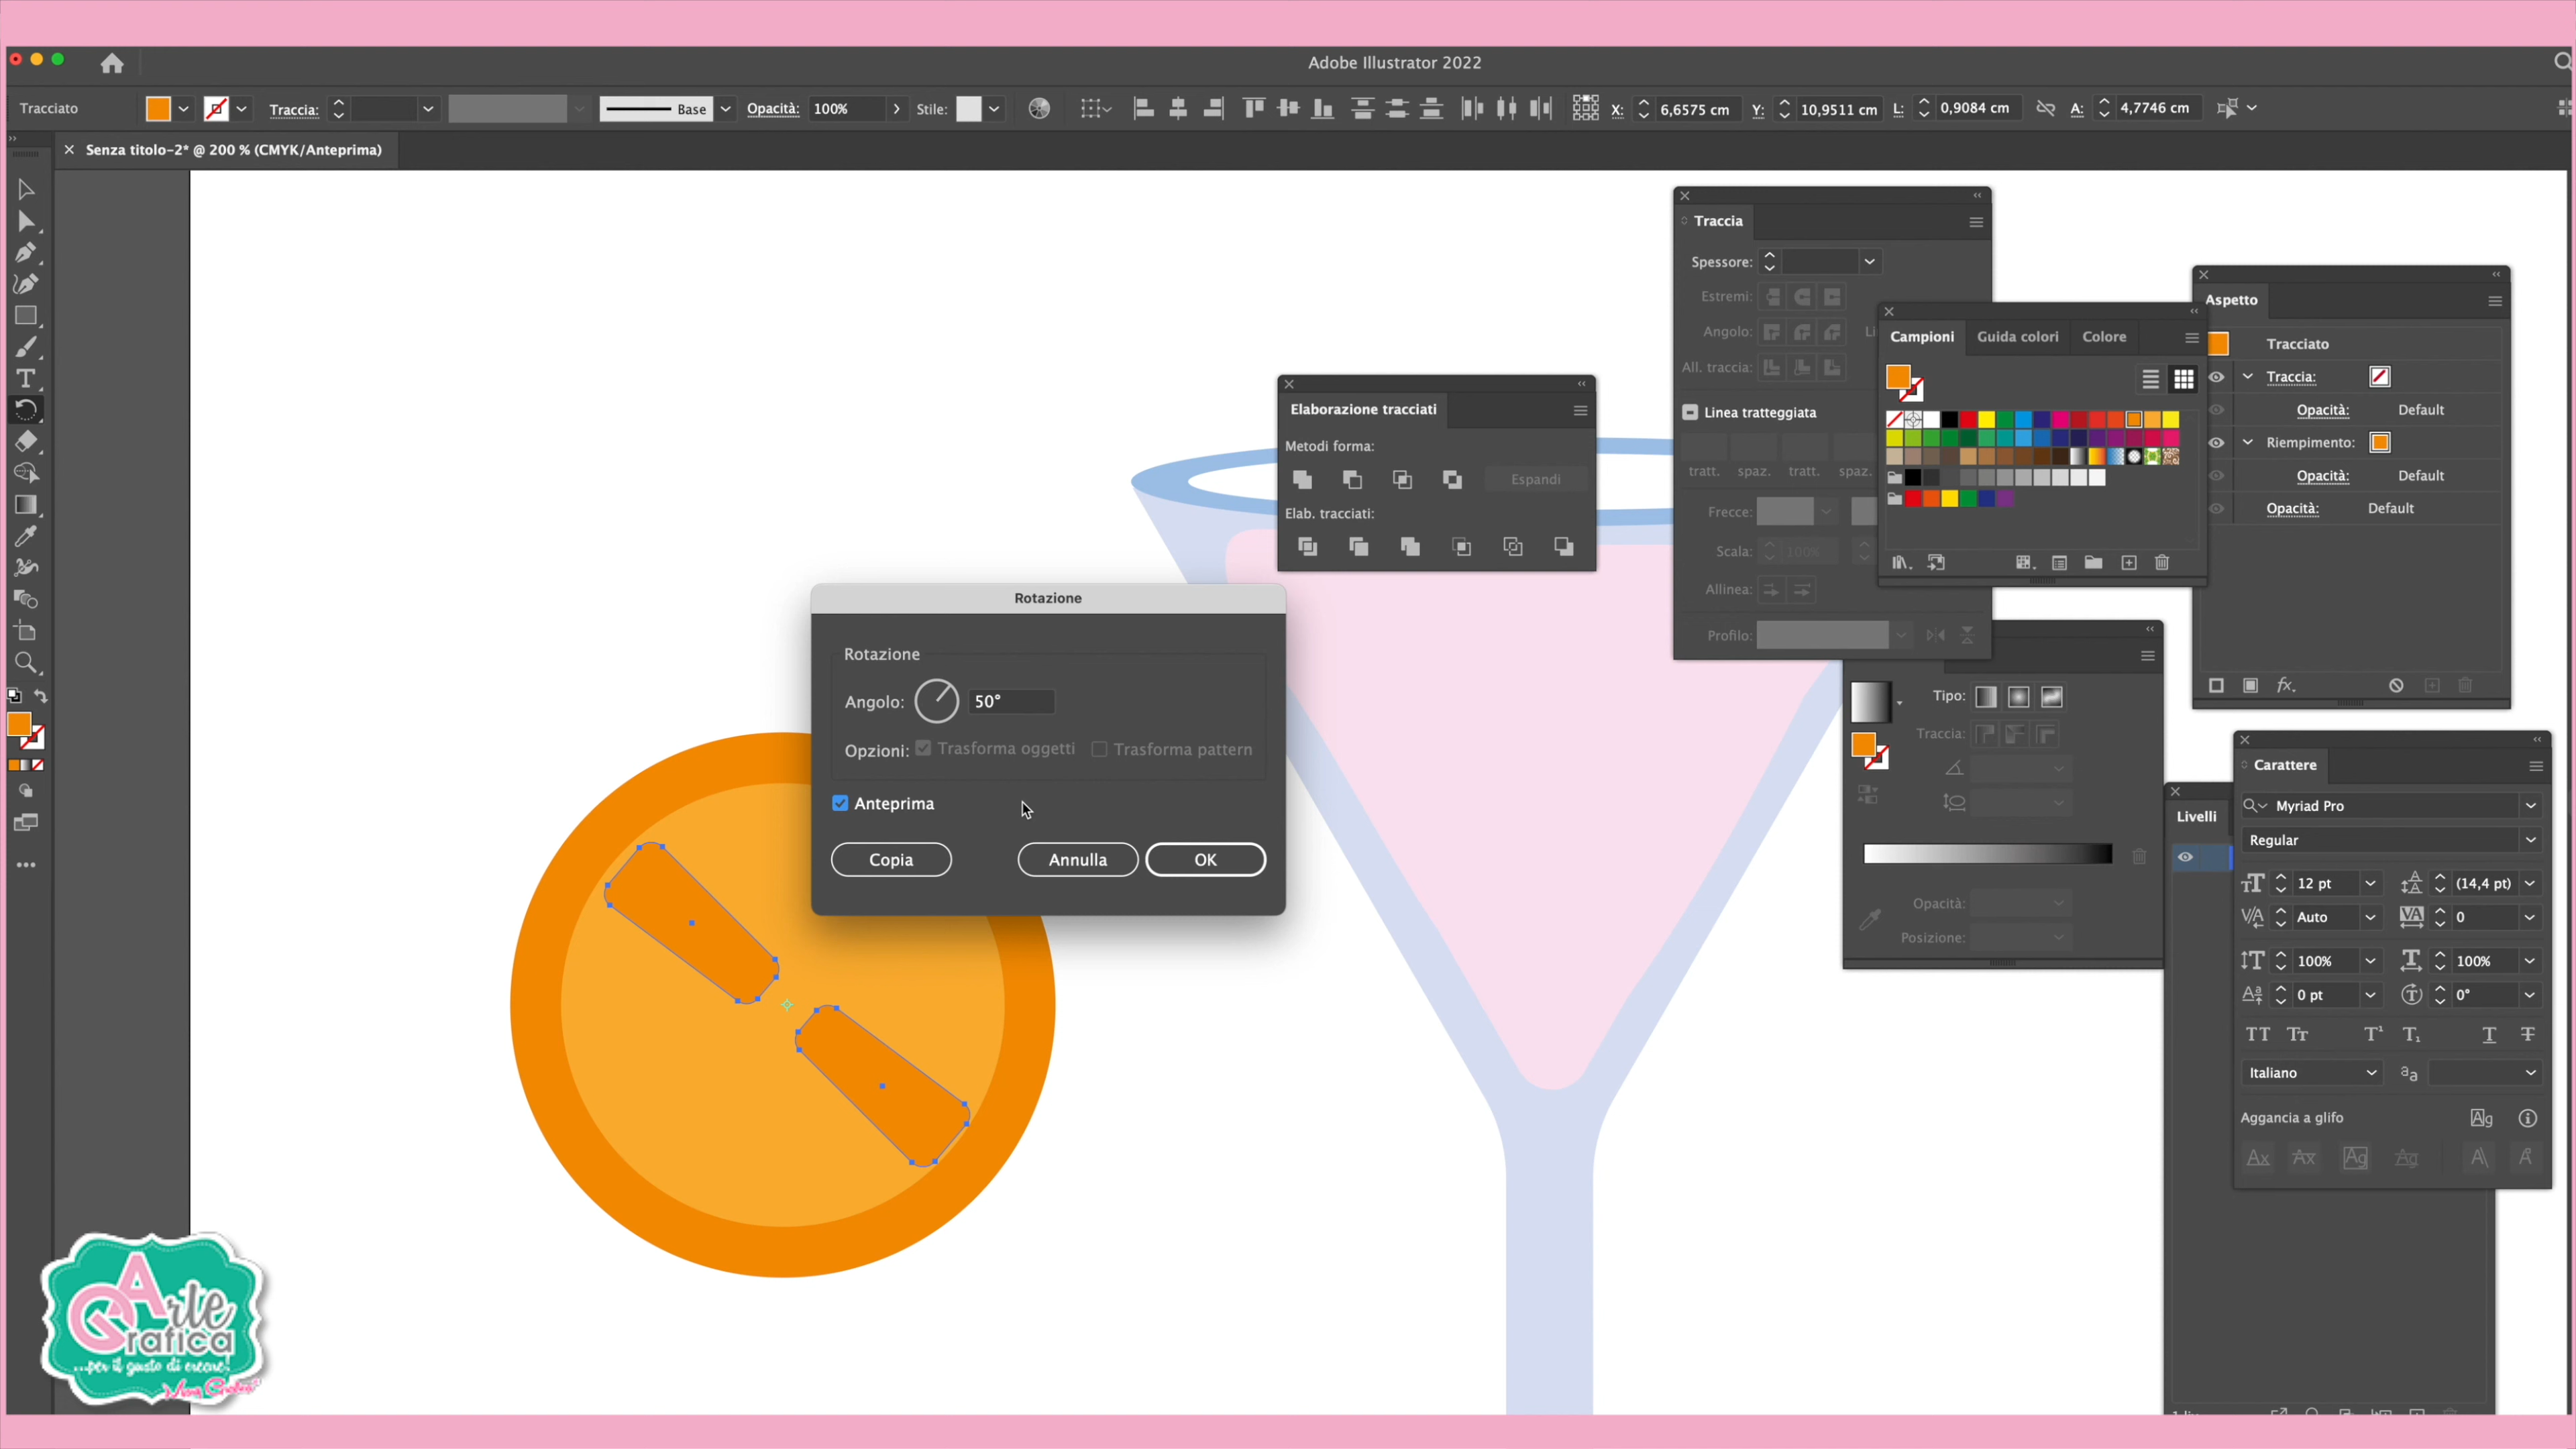 Adobe Illustrator 2022
Tracciato
Traccia:
Base
Opacità: 100%
Stile:
X: 6,6575 cm
Y: 10,9511 cm
L: 0,9084 cm
A: 4,7746 cm
Senza titolo-2* @ 200 % (CMYK/Anteprima)
Traccia
Spessore:
Estremi:
Angolo:
Li
All. traccia:
Linea tratteggiata
tratt. spaz. tratt. spaz.
Frecce:
Scala: 100%
Allinea:
Profilo:
Aspetto
Tracciato
Traccia:
Opacità: Default
Riempimento:
Opacità: Default
Opacità: Default
Campioni Guida colori Colore
Elaborazione tracciati
Metodi forma:
Espandi
Elab. tracciati:
Rotazione
Rotazione
Angolo: 50°
Opzioni: Trasforma oggetti Trasforma pattern
Anteprima
Copia Annulla OK
Tipo:
Traccia:
Opacità:
Posizione:
Livelli
Carattere
Myriad Pro
Regular
12 pt (14,4 pt)
Auto 0
100% 100%
0 pt 0°
Italiano
Aggancia a glifo
Arte
Grafica
...per il gusto di creare!